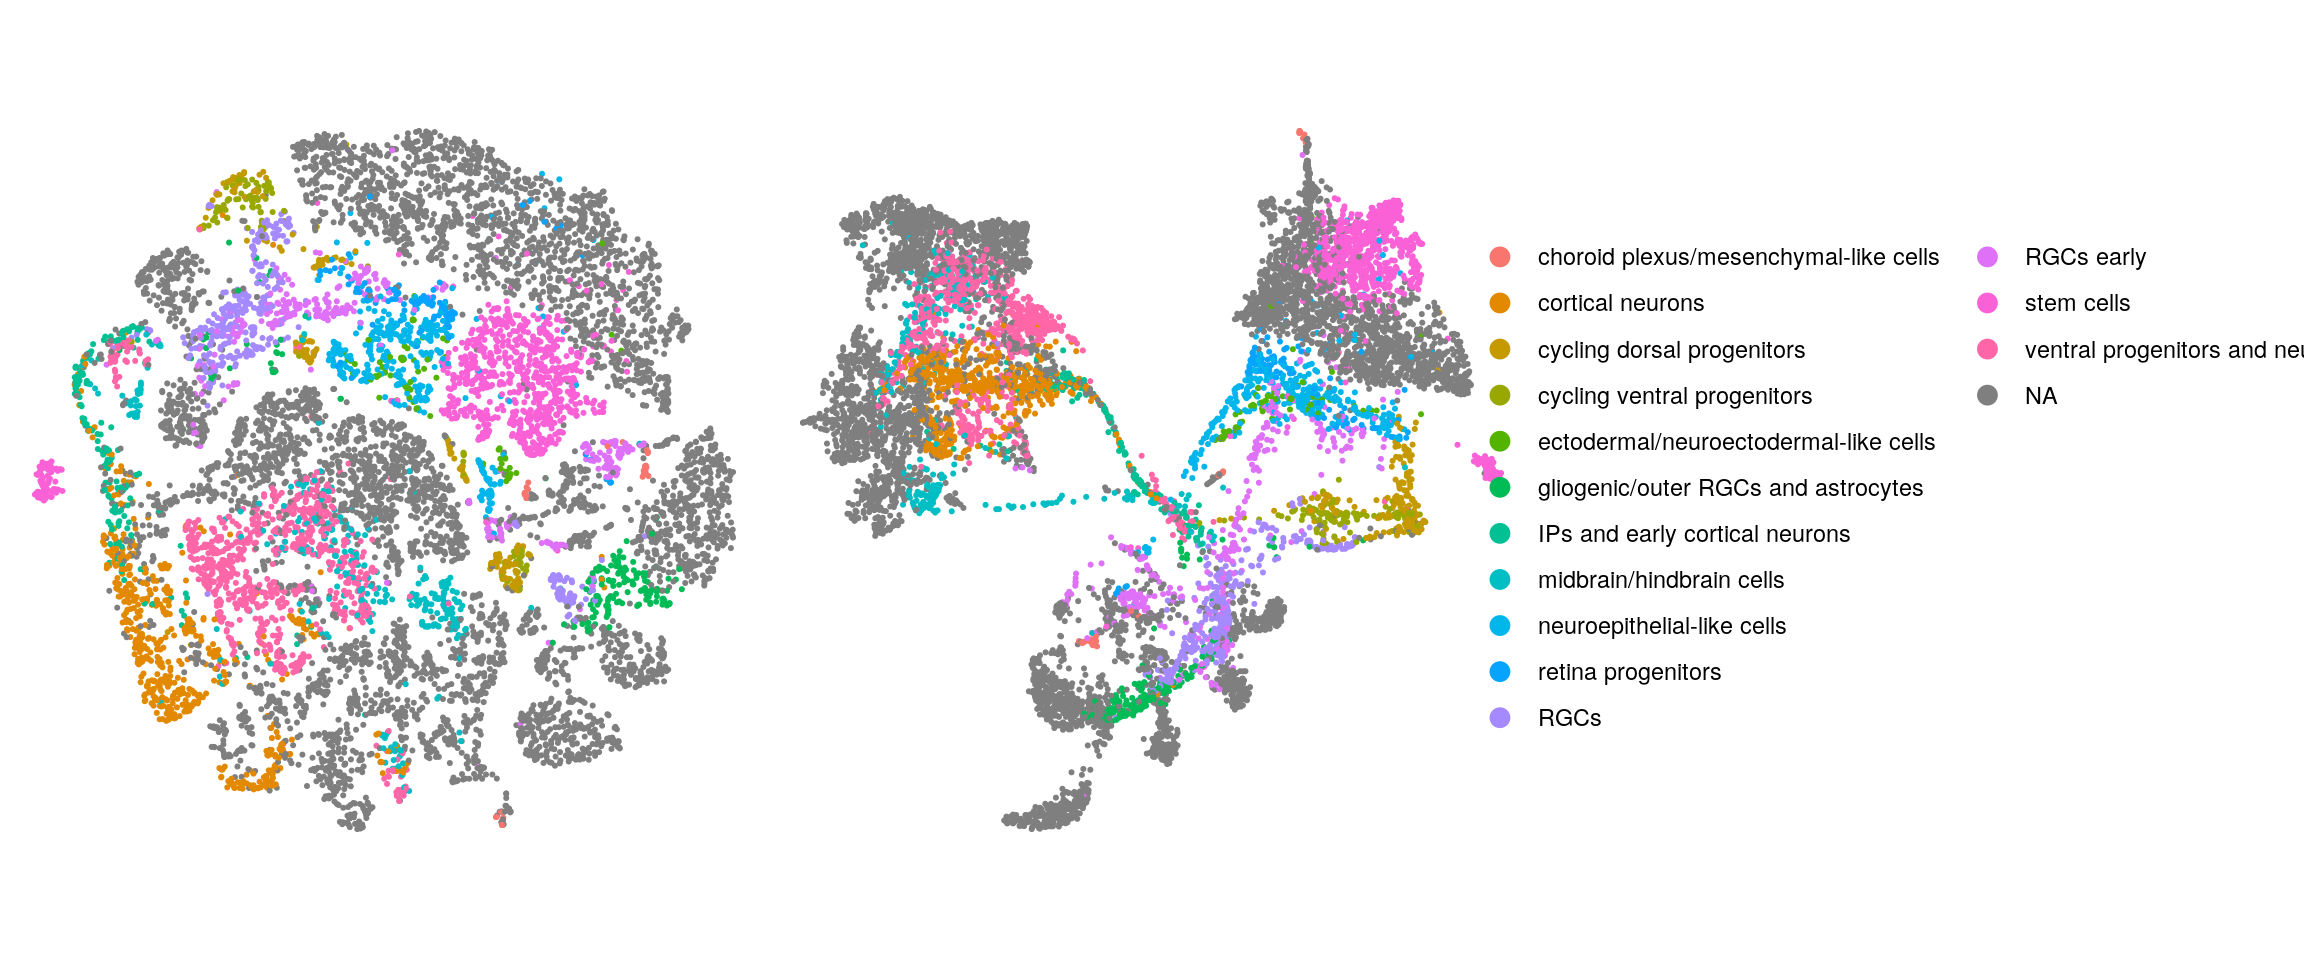 choroid plexus/mesenchymal-like cells
cortical neurons
cycling dorsal progenitors
cycling ventral progenitors
ectodermal/neuroectodermal-like cells
gliogenic/outer RGCs and astrocytes
IPs and early cortical neurons
midbrain/hindbrain cells
neuroepithelial-like cells
retina progenitors
RGCs
RGCs early
stem cells
ventral progenitors and
NA